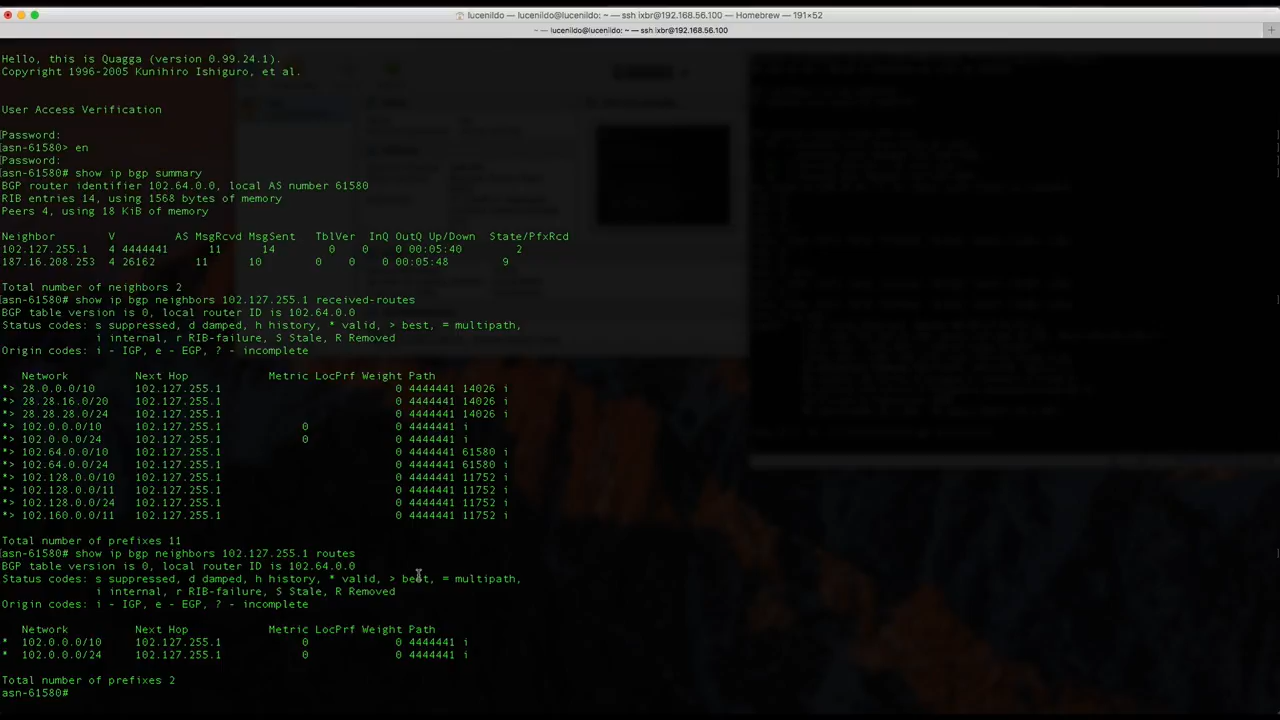 lucenildo — lucenildo@lucenildo: ~ — ssh ixbr@192.168.56.100 — Homebrew — 191×52
~ — lucenildo@lucenildo: ~ — ssh ixbr@192.168.56.100
Hello, this is Quagga (version 0.99.24.1).
Copyright 1996-2005 Kunihiro Ishiguro, et al.
User Access Verification
Password:
asn-61580> en
Password:
asn-61580# show ip bgp summary
BGP router identifier 102.64.0.0, local AS number 61580
RIB entries 14, using 1568 bytes of memory
Peers 4, using 18 KiB of memory
Neighbor V AS MsgRcvd MsgSent TblVer InQ OutQ Up/Down State/PfxRcd
102.127.255.1 4 4444441 11 14 0 0 0 00:05:40 2
187.16.208.253 4 26162 11 10 0 0 0 00:05:48 9
Total number of neighbors 2
asn-61580# show ip bgp neighbors 102.127.255.1 received-routes
BGP table version is 0, local router ID is 102.64.0.0
Status codes: s suppressed, d damped, h history, * valid, > best, = multipath,
i internal, r RIB-failure, S Stale, R Removed
Origin codes: i - IGP, e - EGP, ? - incomplete
Network Next Hop Metric LocPrf Weight Path
*> 28.0.0.0/10 102.127.255.1 0 4444441 14026 i
*> 28.28.16.0/20 102.127.255.1 0 4444441 14026 i
*> 28.28.28.0/24 102.127.255.1 0 4444441 14026 i
*> 102.0.0.0/10 102.127.255.1 0 0 4444441 i
*> 102.0.0.0/24 102.127.255.1 0 0 4444441 i
*> 102.64.0.0/10 102.127.255.1 0 4444441 61580 i
*> 102.64.0.0/24 102.127.255.1 0 4444441 61580 i
*> 102.128.0.0/10 102.127.255.1 0 4444441 11752 i
*> 102.128.0.0/11 102.127.255.1 0 4444441 11752 i
*> 102.128.0.0/24 102.127.255.1 0 4444441 11752 i
*> 102.160.0.0/11 102.127.255.1 0 4444441 11752 i
Total number of prefixes 11
asn-61580# show ip bgp neighbors 102.127.255.1 routes
BGP table version is 0, local router ID is 102.64.0.0
Status codes: s suppressed, d damped, h history, * valid, > best, = multipath,
i internal, r RIB-failure, S Stale, R Removed
Origin codes: i - IGP, e - EGP, ? - incomplete
Network Next Hop Metric LocPrf Weight Path
* 102.0.0.0/10 102.127.255.1 0 0 4444441 i
* 102.0.0.0/24 102.127.255.1 0 0 4444441 i
Total number of prefixes 2
asn-61580#